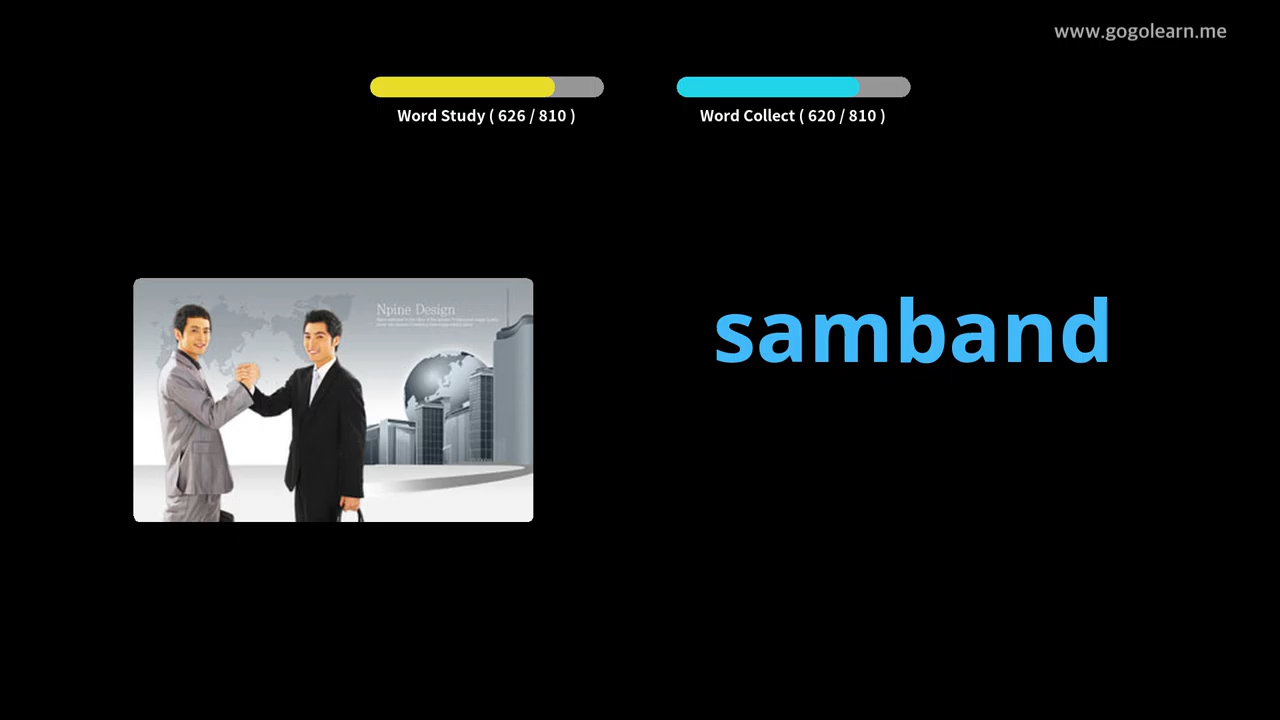 www.gogolearn.me
Word Study ( 626 / 810 )
Word Collect ( 620 / 810 )
Npine Design
samband